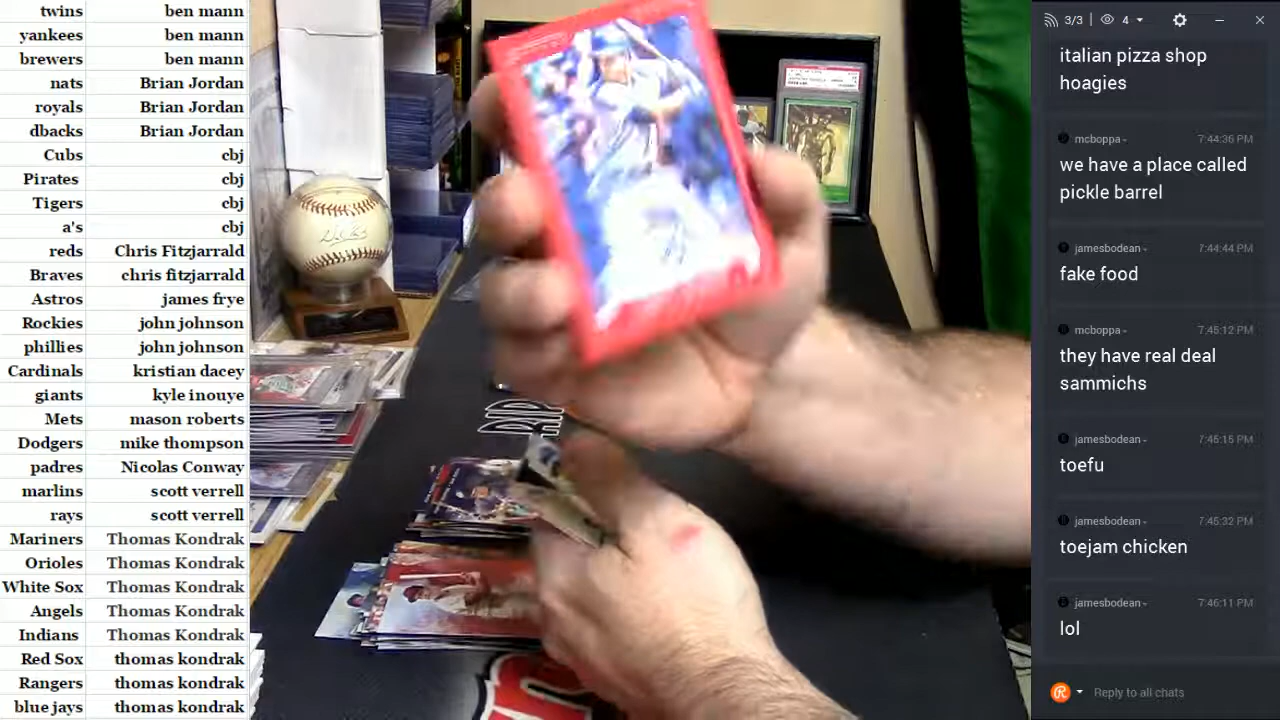 twins ben mann
yankees ben mann
brewers ben mann
nats Brian Jordan
royals Brian Jordan
dbacks Brian Jordan
Cubs cbj
Pirates cbj
Tigers cbj
a's cbj
reds Chris Fitzjarrald
Braves chris fitzjarrald
Astros james frye
Rockies john johnson
phillies john johnson
Cardinals kristian dacey
giants kyle inouye
Mets mason roberts
Dodgers mike thompson
padres Nicolas Conway
marlins scott verrell
rays scott verrell
Mariners Thomas Kondrak
Orioles Thomas Kondrak
White Sox Thomas Kondrak
Angels Thomas Kondrak
Indians Thomas Kondrak
Red Sox thomas kondrak
Rangers thomas kondrak
blue jays thomas kondrak
RIP
3/3 | 4
italian pizza shop
hoagies
mcboppa 7:44:36 PM
we have a place called
pickle barrel
jamesbodean 7:44:44 PM
fake food
mcboppa 7:45:12 PM
they have real deal
sammichs
jamesbodean 7:45:15 PM
toefu
jamesbodean 7:45:32 PM
toejam chicken
jamesbodean 7:46:11 PM
lol
Reply to all chats